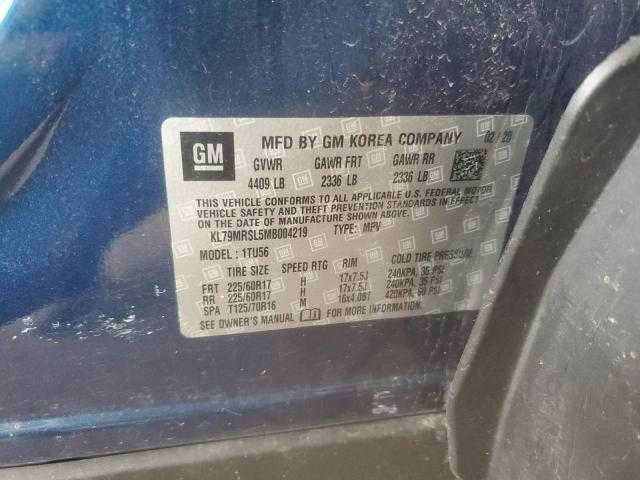 GM MFD BY GM KOREA COMPANY 02/20
GVWR GAWR FRT GAWR RR
4409 LB 2336 LB 2336 LB
THIS VEHICLE CONFORMS TO ALL APPLICABLE U.S. FEDERAL MOTOR
VEHICLE SAFETY, BUMPER, AND THEFT PREVENTION STANDARDS IN EFFECT
ON THE DATE OF MANUFACTURE SHOWN ABOVE.
KL79MRSL5MB004219 TYPE: MPV
MODEL : 1TU56
TIRE SIZE SPEED RTG RIM COLD TIRE PRESSURE
FRT 225/60R17 H 17x7.5J 240KPA, 35 PSI
RR 225/60R17 H 17x7.5J 240KPA, 35 PSI
SPA T125/70R16 M 16x4.0BT 420KPA, 60 PSI
SEE OWNER'S MANUAL FOR MORE INFORMATION.